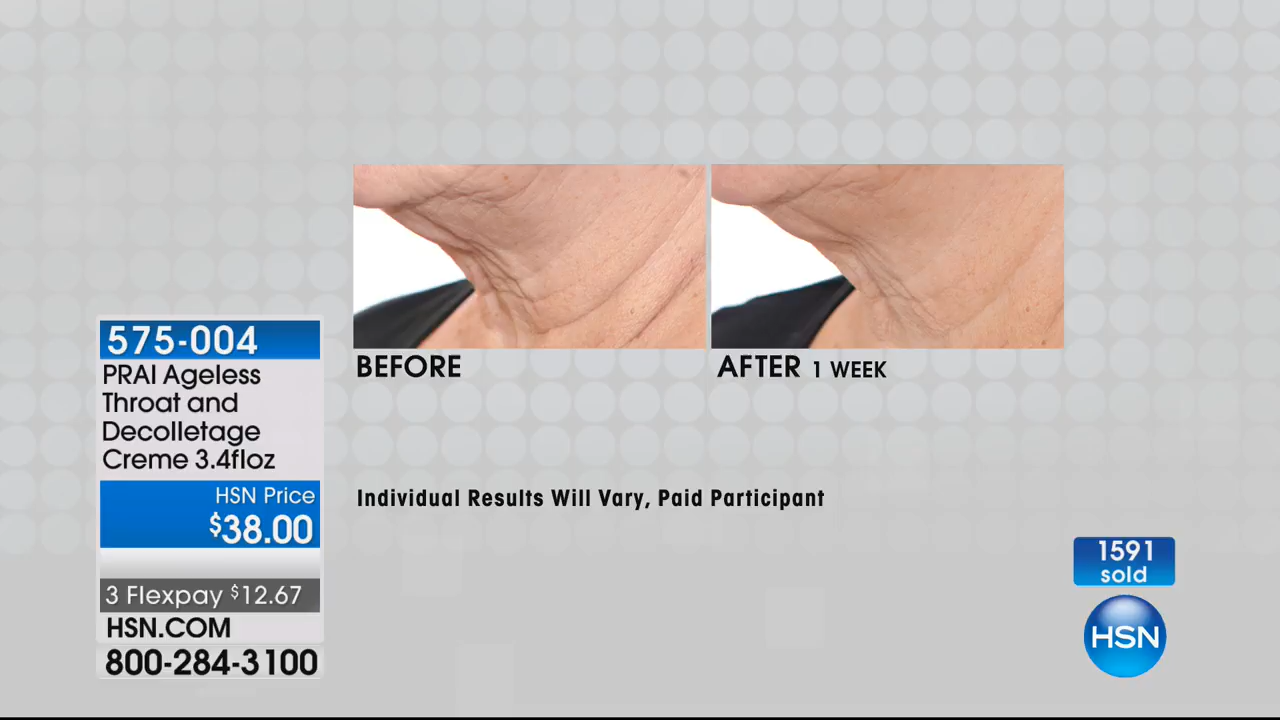 BEFORE
AFTER 1 WEEK
575-004
PRAI Ageless
Throat and
Decolletage
Creme 3.4floz
HSN Price
$38.00
3 Flexpay $12.67
HSN.COM
800-284-3100
Individual Results Will Vary, Paid Participant
1591
sold
HSN